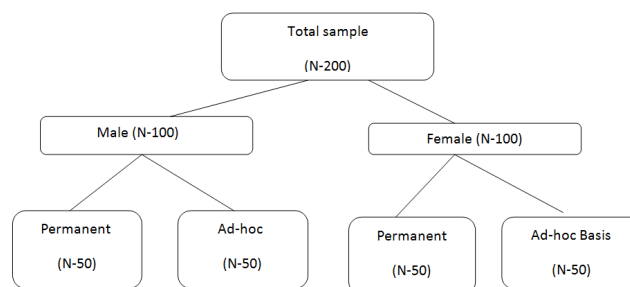 Total sample
(N-200)
Male (N-100)
Female (N-100)
Permanent
(N-50)
Ad-hoc
(N-50)
Permanent
(N-50)
Ad-hoc Basis
(N-50)